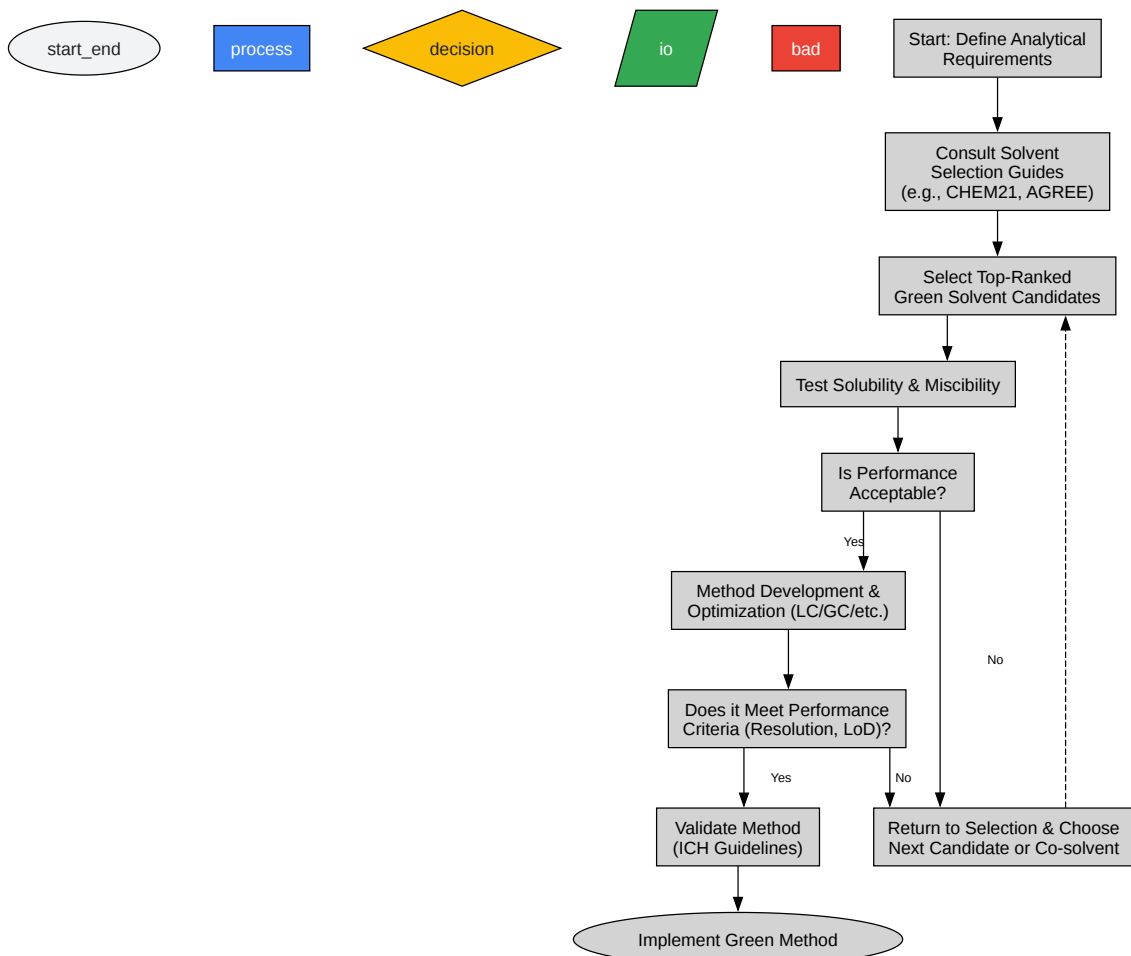 start_end
process
decision
io
bad
Start: Define Analytical
Requirements
Consult Solvent
Selection Guides
(e.g., CHEM21, AGREE)
Select Top-Ranked
Green Solvent Candidates
Test Solubility & Miscibility
Is Performance
Acceptable?
Yes
Method Development &
Optimization (LC/GC/etc.)
No
Does it Meet Performance
Criteria (Resolution, LoD)?
Yes
No
Validate Method
(ICH Guidelines)
Return to Selection & Choose
Next Candidate or Co-solvent
Implement Green Method